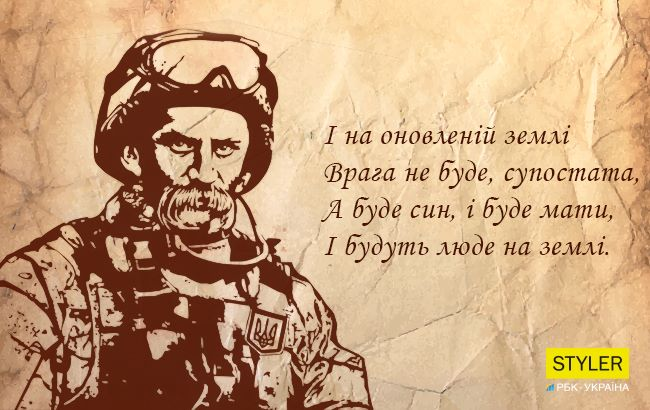 І на оновленій землі
Врага не буде, супостата,
А буде син, і буде мати,
І будуть люде на землі.
STYLER
РБК-УКРАЇНА